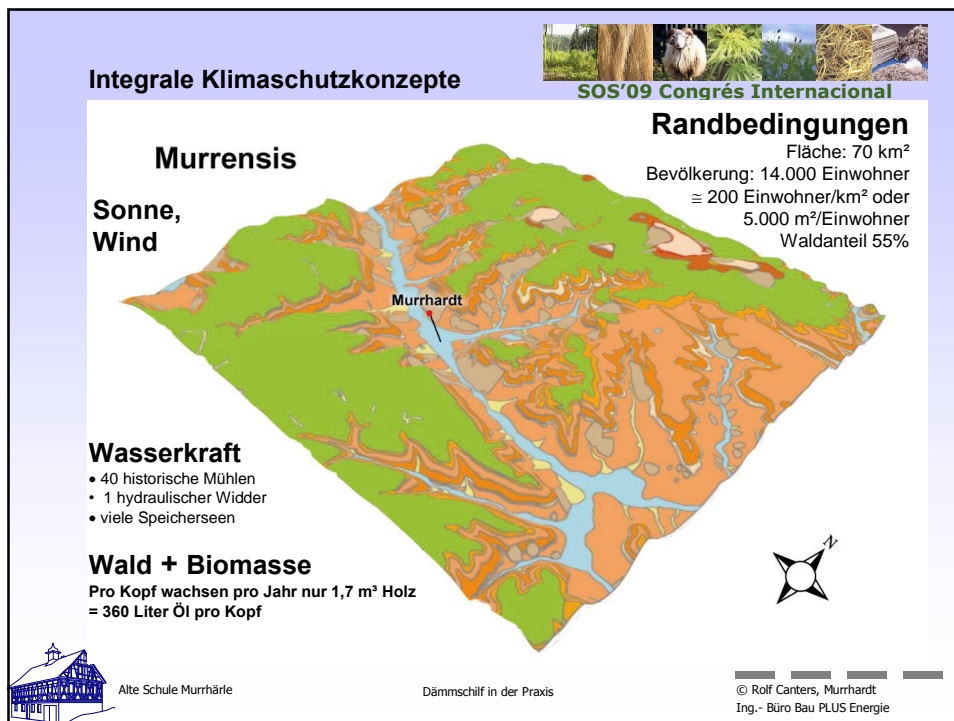 Integrale Klimaschutzkonzepte
SOS'09 Congrés Internacional
Randbedingungen
Fläche: 70 km²
Bevölkerung: 14.000 Einwohner
≅ 200 Einwohner/km² oder
5.000 m²/Einwohner
Waldanteil 55%
Murrensis
Sonne,
Wind
Murrhardt
Wasserkraft
• 40 historische Mühlen
• 1 hydraulischer Widder
• viele Speicherseen
Wald + Biomasse
Pro Kopf wachsen pro Jahr nur 1,7 m³ Holz
= 360 Liter Öl pro Kopf
N
Alte Schule Murrhärle
Dämmschilf in der Praxis
© Rolf Canters, Murrhardt
Ing.- Büro Bau PLUS Energie